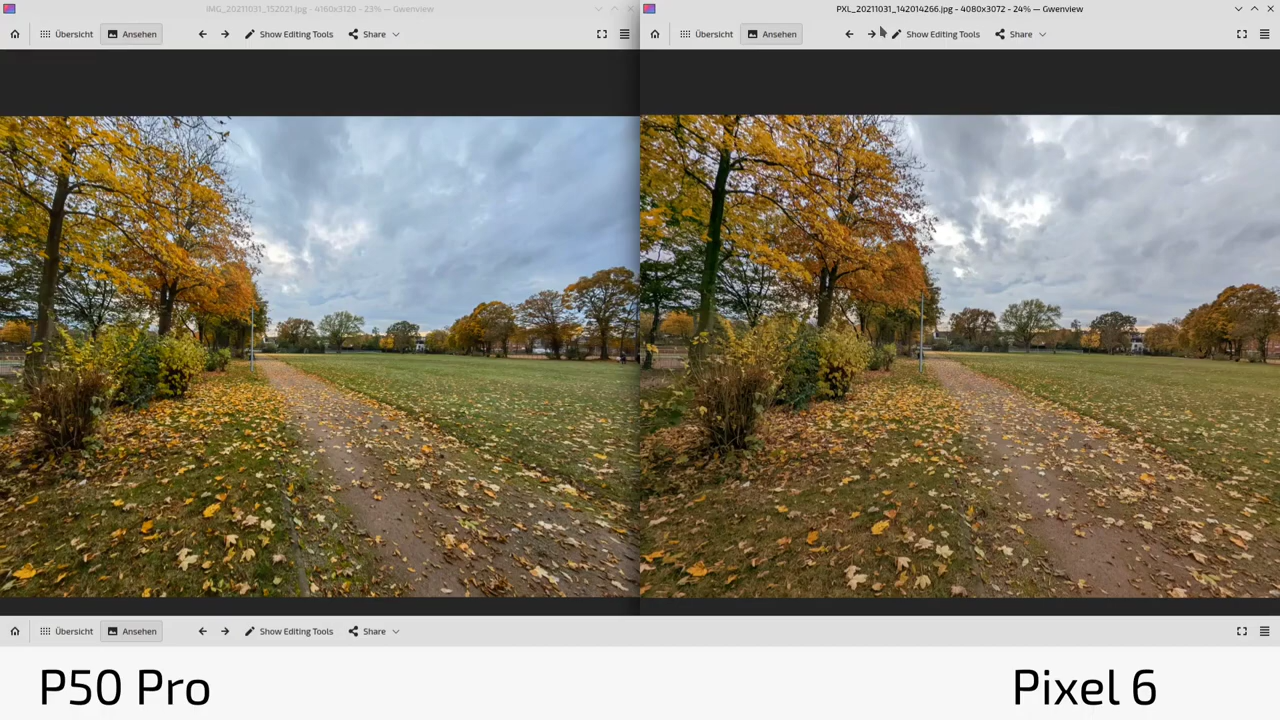 IMG_20211031_152021.jpg - 4160x3120 - 23% — Gwenview
PXL_20211031_142014266.jpg - 4080x3072 - 24% — Gwenview
Übersicht Ansehen Show Editing Tools Share
Übersicht Ansehen Show Editing Tools Share
Übersicht Ansehen Show Editing Tools Share
P50 Pro
Pixel 6